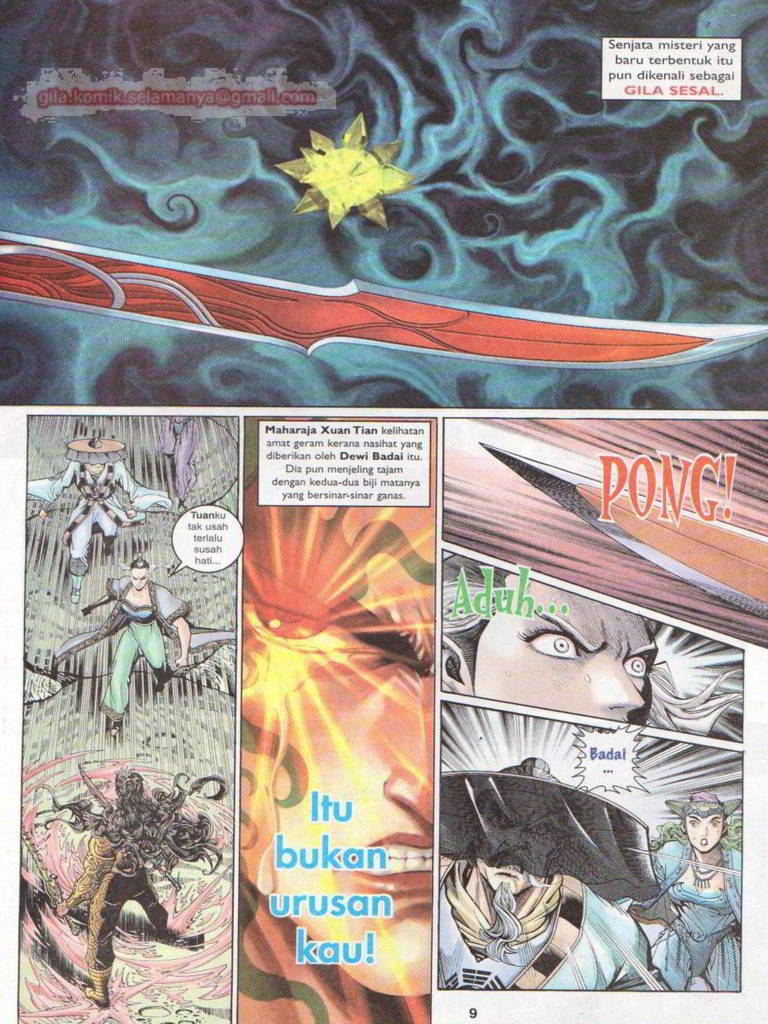 Senjata misteri yang
baru terbentuk itu
pun dikenali sebagai
GILA SESAL.
gila.komik.selamanya@gmail.com
Tuanku
tak usah
terlalu
susah
hati...
Maharaja Xuan Tian kelihatan
amat geram kerana nasihat yang
diberikan oleh Dewi Badai itu.
Dia pun menjeling tajam
dengan kedua-dua biji matanya
yang bersinar-sinar ganas.
Itu
bukan
urusan
kau!
PONG!
Aduh...
Badai
...
9